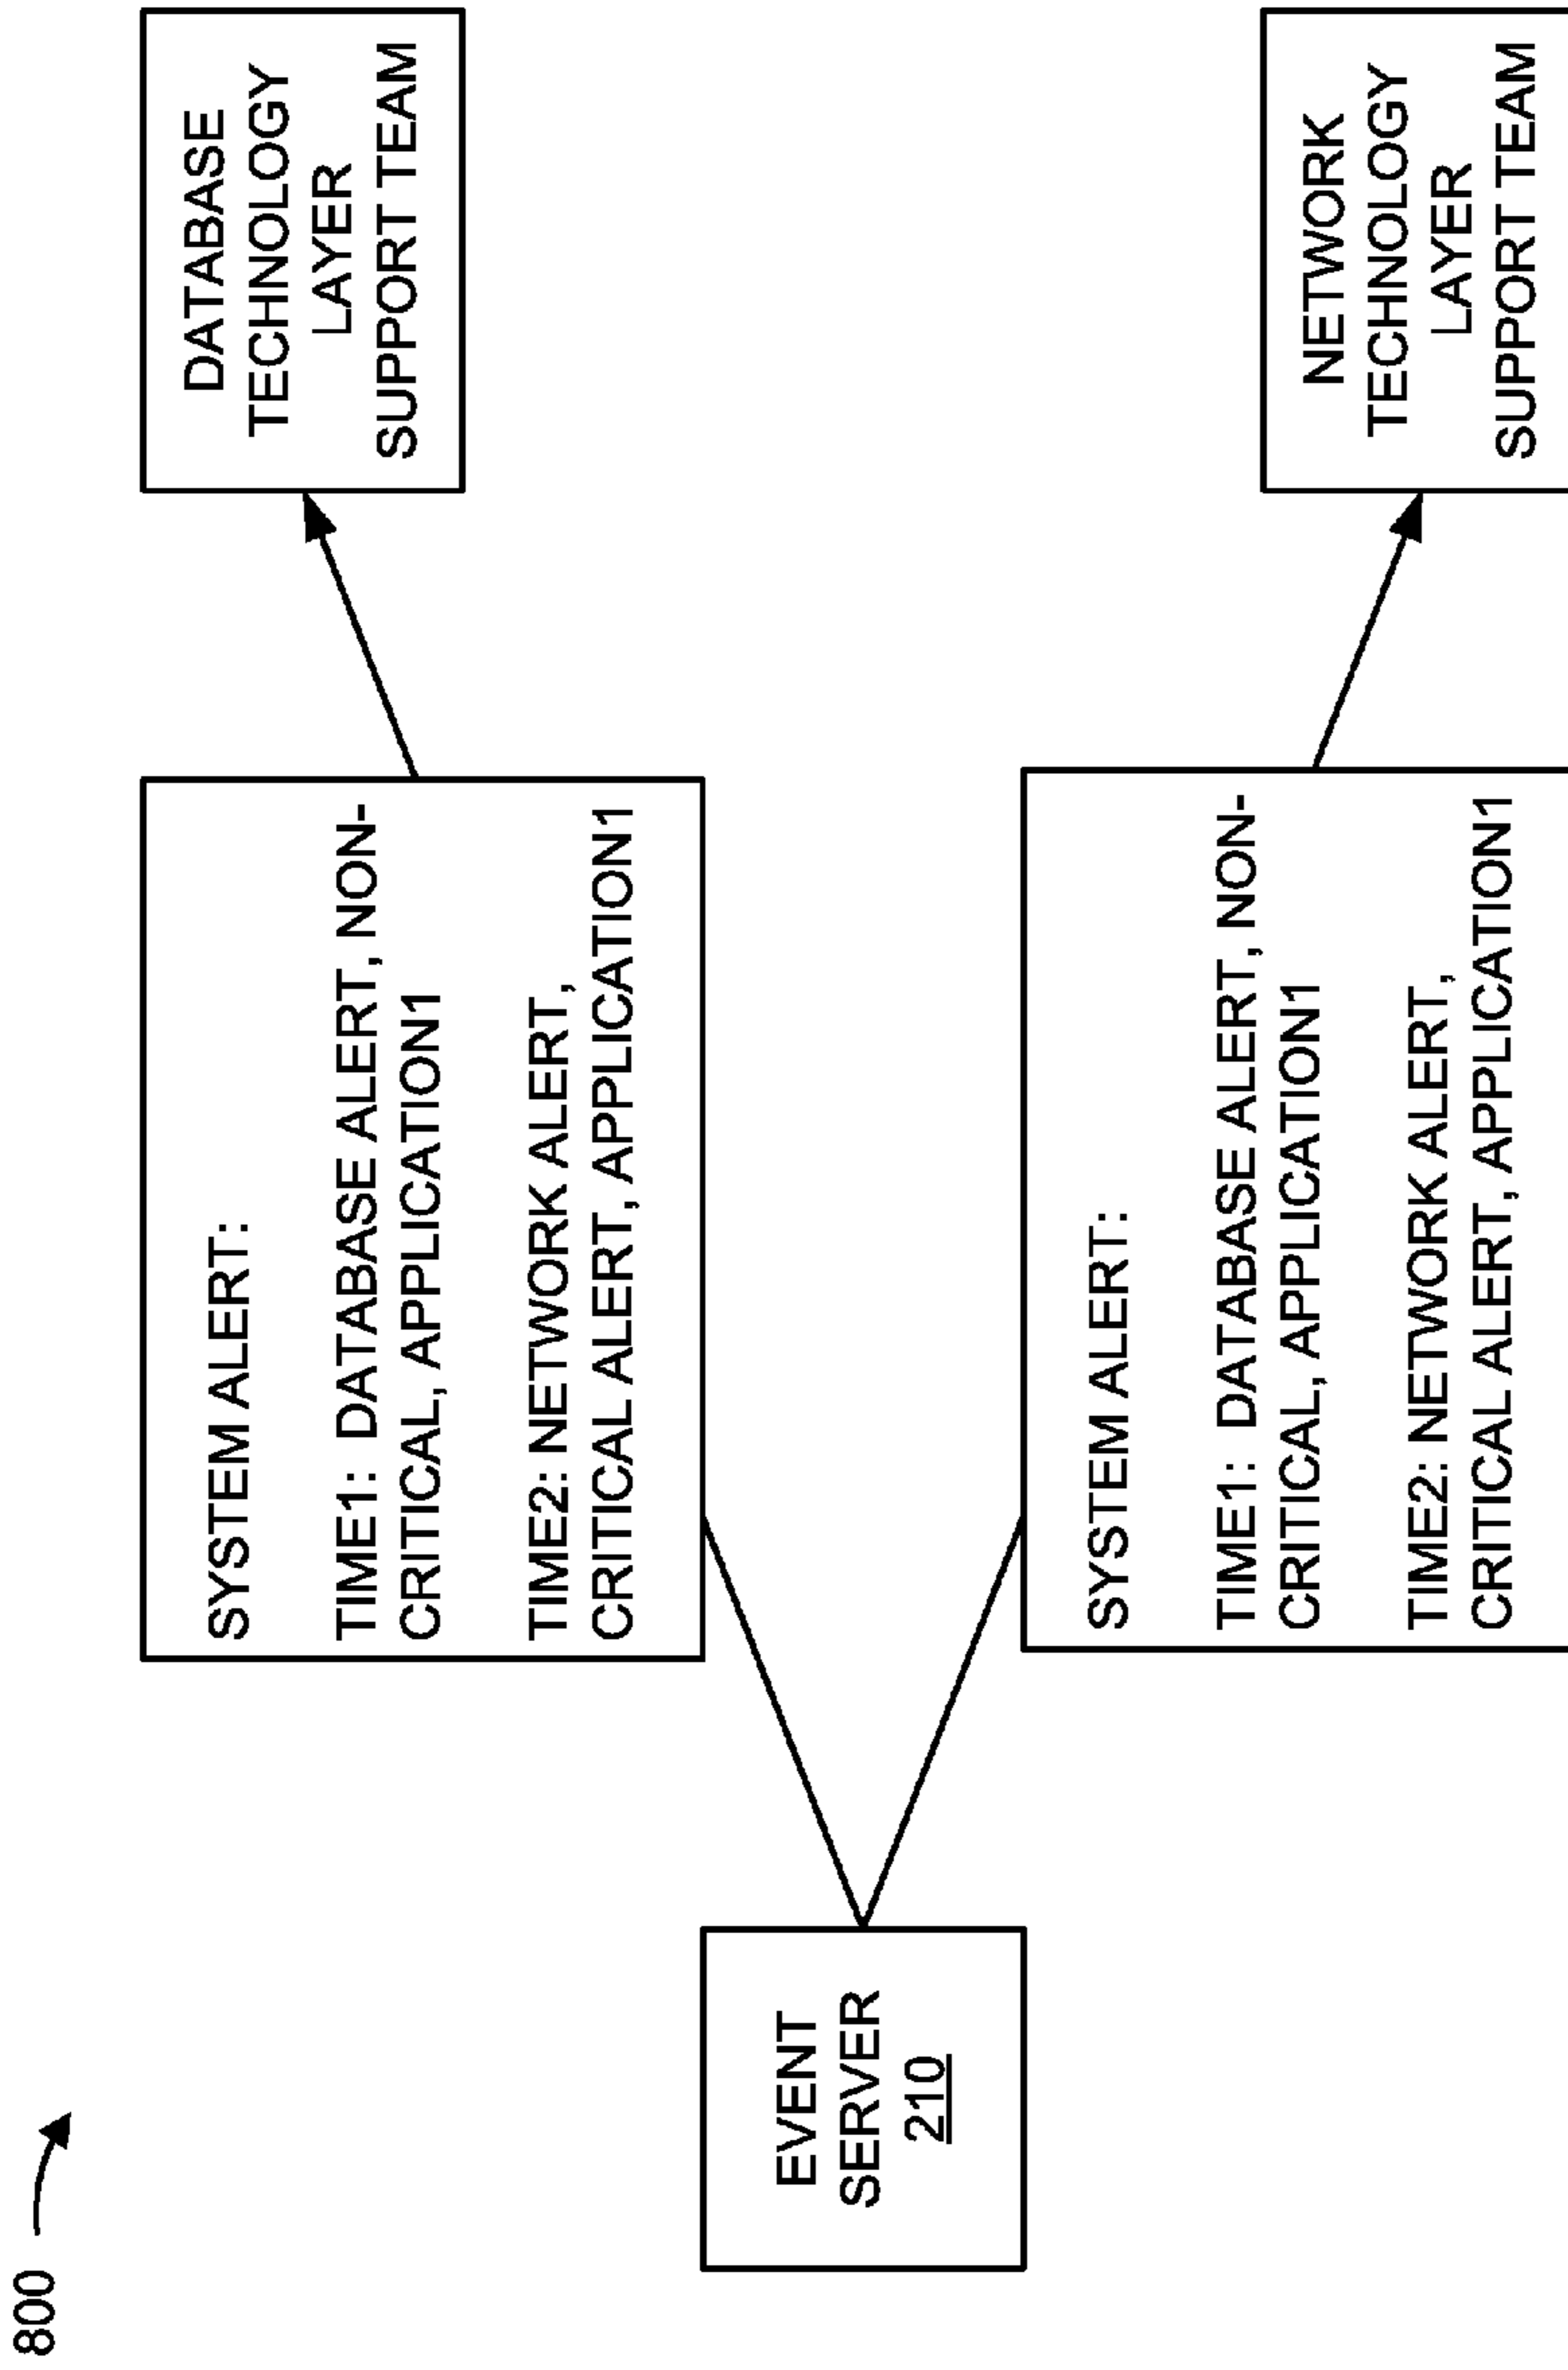 800
EVENT
SERVER
210
SYSTEM ALERT:
TIME1: DATABASE ALERT, NON-
CRITICAL, APPLICATION1
TIME2: NETWORK ALERT,
CRITICAL ALERT, APPLICATION1
DATABASE
TECHNOLOGY
LAYER
SUPPORT TEAM
SYSTEM ALERT:
TIME1: DATABASE ALERT, NON-
CRITICAL, APPLICATION1
TIME2: NETWORK ALERT,
CRITICAL ALERT, APPLICATION1
NETWORK
TECHNOLOGY
LAYER
SUPPORT TEAM